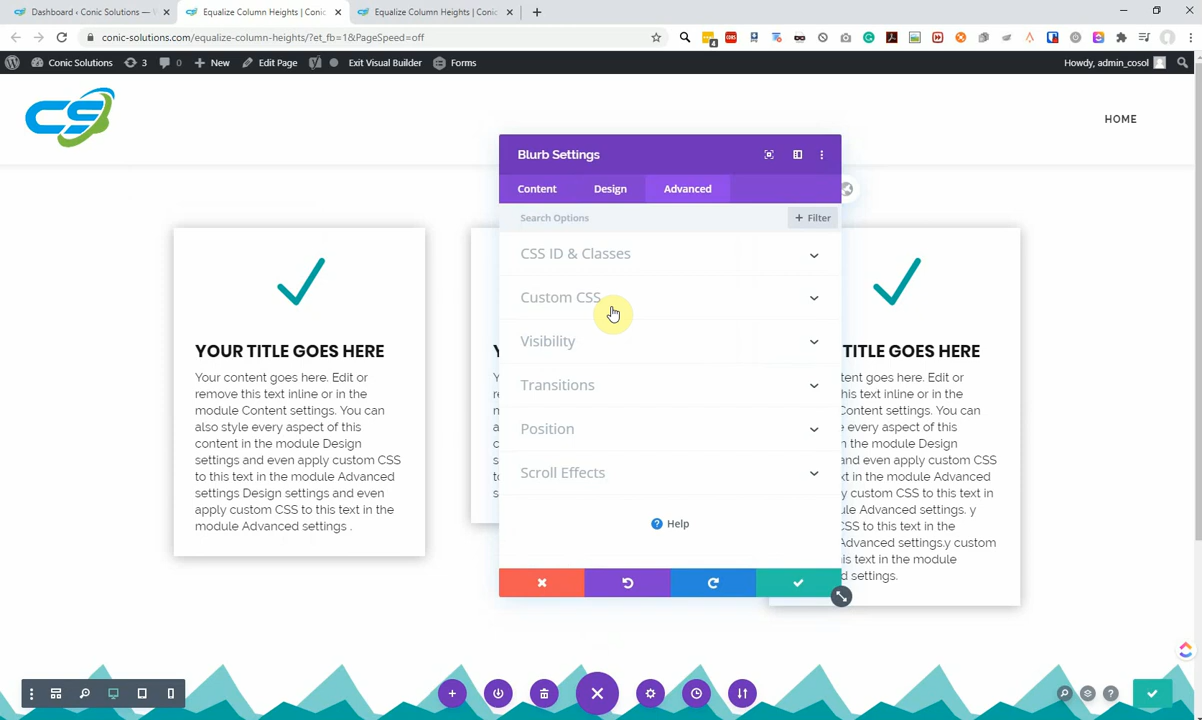 Dashboard ‹ Conic Solutions —
Equalize Column Heights | Conic
Equalize Column Heights | Conic
conic-solutions.com/equalize-column-heights/?et_fb=1&PageSpeed=off
Conic Solutions
3
0
New
Edit Page
Exit Visual Builder
Forms
Howdy, admin_cosol
CS
HOME
Blurb Settings
Content
Design
Advanced
Search Options
+ Filter
CSS ID & Classes
Custom CSS
Visibility
Transitions
Position
Scroll Effects
? Help
YOUR TITLE GOES HERE
Your content goes here. Edit or
remove this text inline or in the
module Content settings. You can
also style every aspect of this
content in the module Design
settings and even apply custom CSS
to this text in the module Advanced
settings Design settings and even
apply custom CSS to this text in the
module Advanced settings .
TITLE GOES HERE
tent goes here. Edit or
his text inline or in the
Content settings. You can
e every aspect of this
in the module Design
and even apply custom CSS
xt in the module Advanced
y custom CSS to this text in
ule Advanced settings. y
CSS to this text in the
Advanced settings.y custom
is text in the module
d settings.